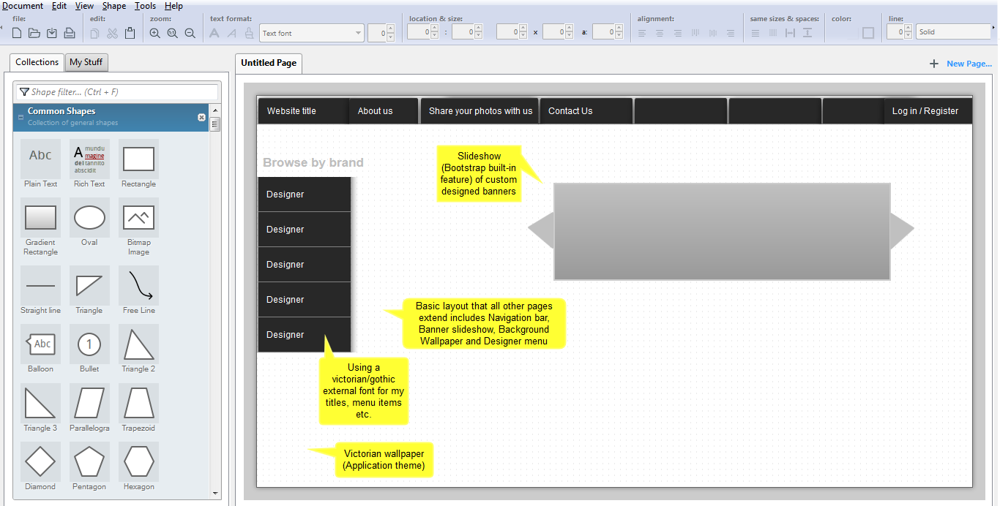 Document Edit View Shape Tools Help
file: edit: zoom: text format: location & size: alignment: same sizes & spaces: color: line:
Text font 0 0 : 0 0 x 0 a: 0 0 Solid
Collections My Stuff
Untitled Page
New Page...
Shape filter... (Ctrl + F)
Common Shapes
Collection of general shapes
Abc
A mundu
magine
del tannito
abscidit
Plain Text Rich Text Rectangle
Gradient
Rectangle
Oval
Bitmap
Image
Straight line Triangle Free Line
Abc 1
Balloon Bullet Triangle 2
Triangle 3 Parallelogra Trapezoid
Diamond Pentagon Hexagon
Website title About us Share your photos with us Contact Us Log in / Register
Browse by brand
Designer
Designer
Designer
Designer
Designer
Slideshow
(Bootstrap built-in
feature) of custom
designed banners
Basic layout that all other pages
extend includes Navigation bar,
Banner slideshow, Background
Wallpaper and Designer menu
Using a
victorian/gothic
external font for my
titles, menu items
etc.
Victorian wallpaper
(Application theme)